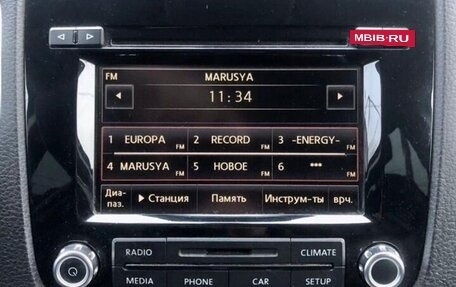 MBIB.RU
FM MARUSYA
11:34
1 EUROPA FM 2 RECORD FM 3 -ENERGY- FM
4 MARUSYA FM 5 НОВОЕ FM 6 *** FM
Диа-паз. Станция Память Инструм-ты врч.
RADIO CLIMATE
MEDIA PHONE CAR SETUP